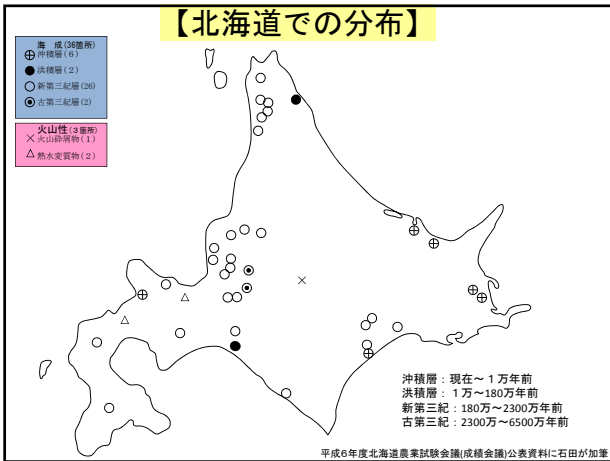 【北海道での分布】
海 成(36箇所)
沖積層(6)
洪積層(2)
新第三紀層(26)
古第三紀層(2)
火山性(3箇所)
火山砕屑物(1)
熱水変質物(2)
沖積層：現在～1万年前
洪積層：1万～180万年前
新第三紀：180万～2300万年前
古第三紀：2300万～6500万年前
平成6年度北海道農業試験会議(成績会議)公表資料に石田が加筆